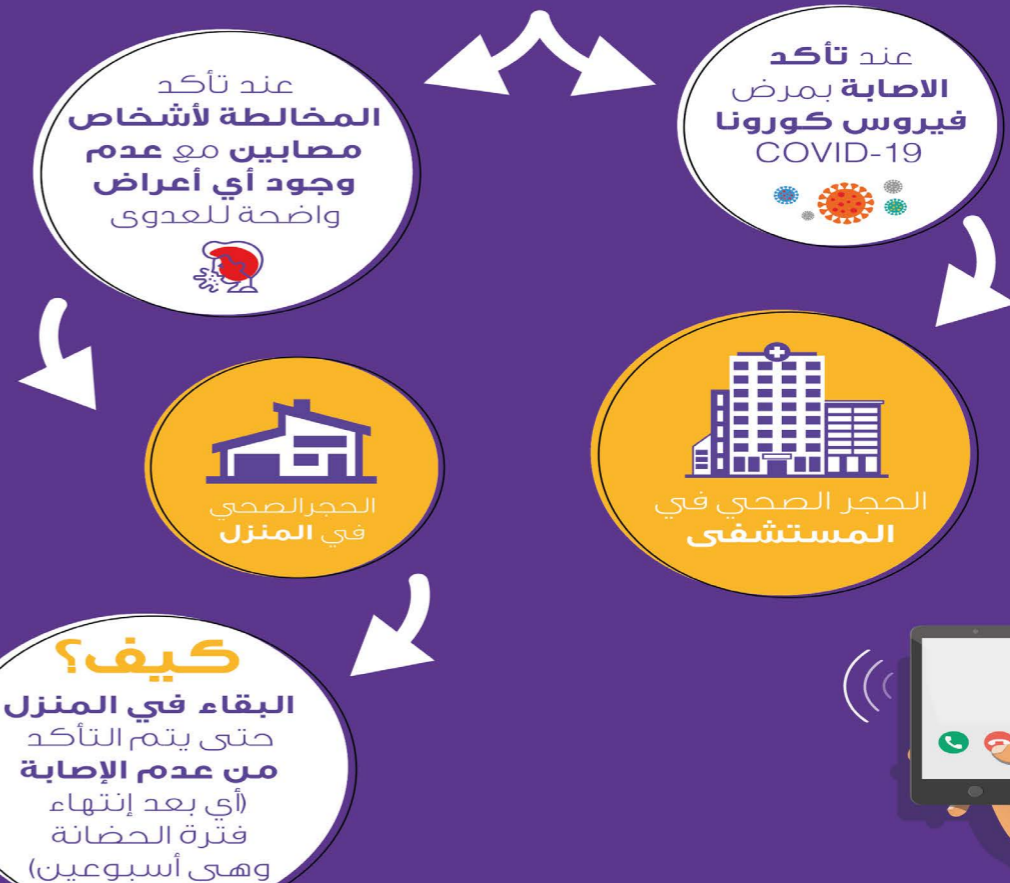 عند تأكد
الاصابة بمرض
فيروس كورونا
COVID-19
الحجر الصحي في
المستشفى
عند تأكد
المخالطة لأشخاص
مصابين مع عدم
وجود أي أعراض
واضحة للعدوى
الحجرالصحي
في المنزل
كيف؟
البقاء في المنزل
حتى يتم التأكد
من عدم الإصابة
(أي بعد إنتهاء
فترة الحضانة
وهى أسبوعين)